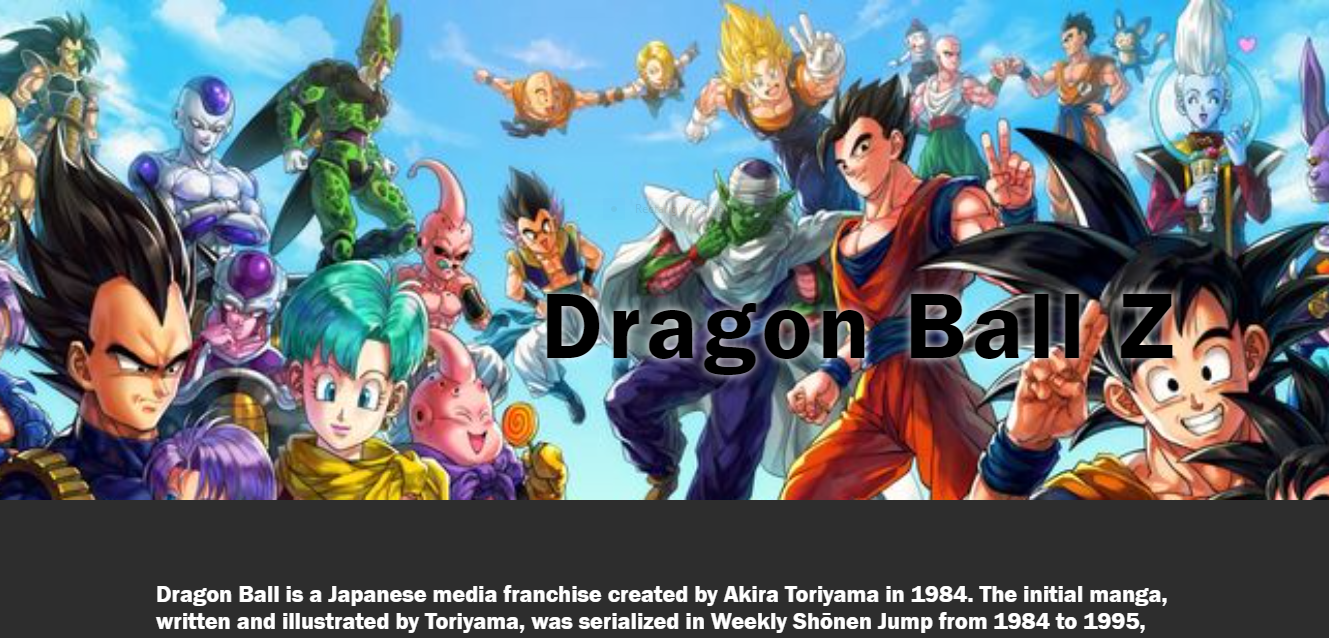 Dragon Ball Z
Dragon Ball is a Japanese media franchise created by Akira Toriyama in 1984. The initial manga,
written and illustrated by Toriyama, was serialized in Weekly Shōnen Jump from 1984 to 1995,